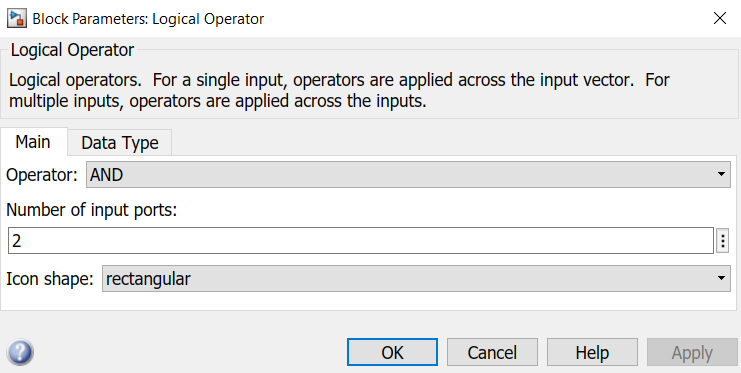 Block Parameters: Logical Operator
Logical Operator
Logical operators.  For a single input, operators are applied across the input vector.  For
multiple inputs, operators are applied across the inputs.
Main Data Type
Operator: AND
Number of input ports:
2
Icon shape: rectangular
? OK Cancel Help Apply